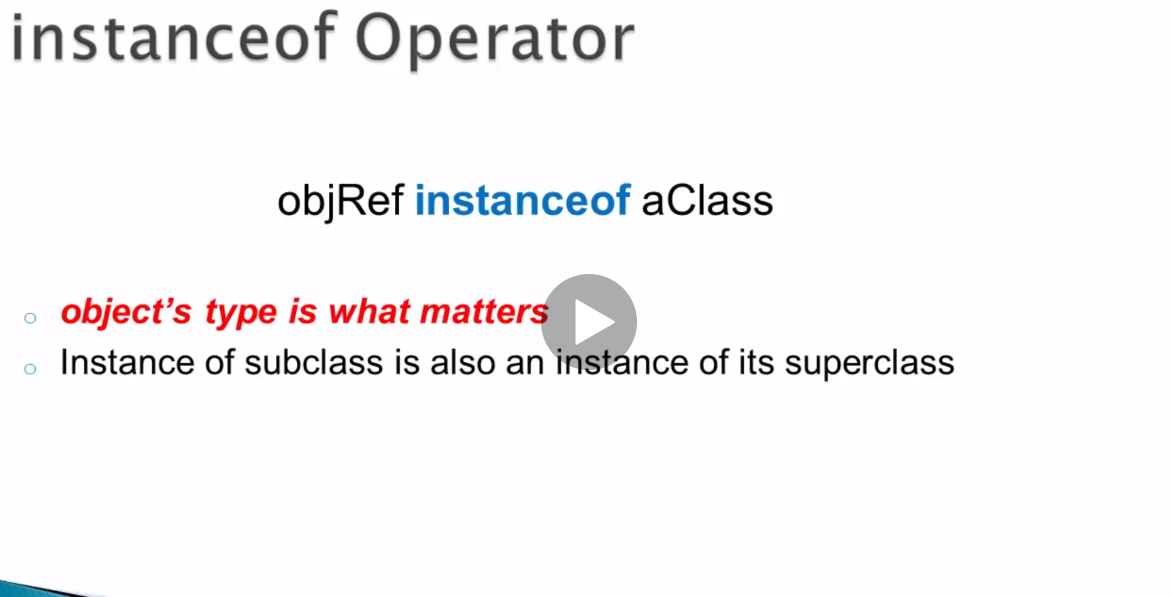 instanceof Operator
objRef instanceof aClass
object’s type is what matters
Instance of subclass is also an instance of its superclass